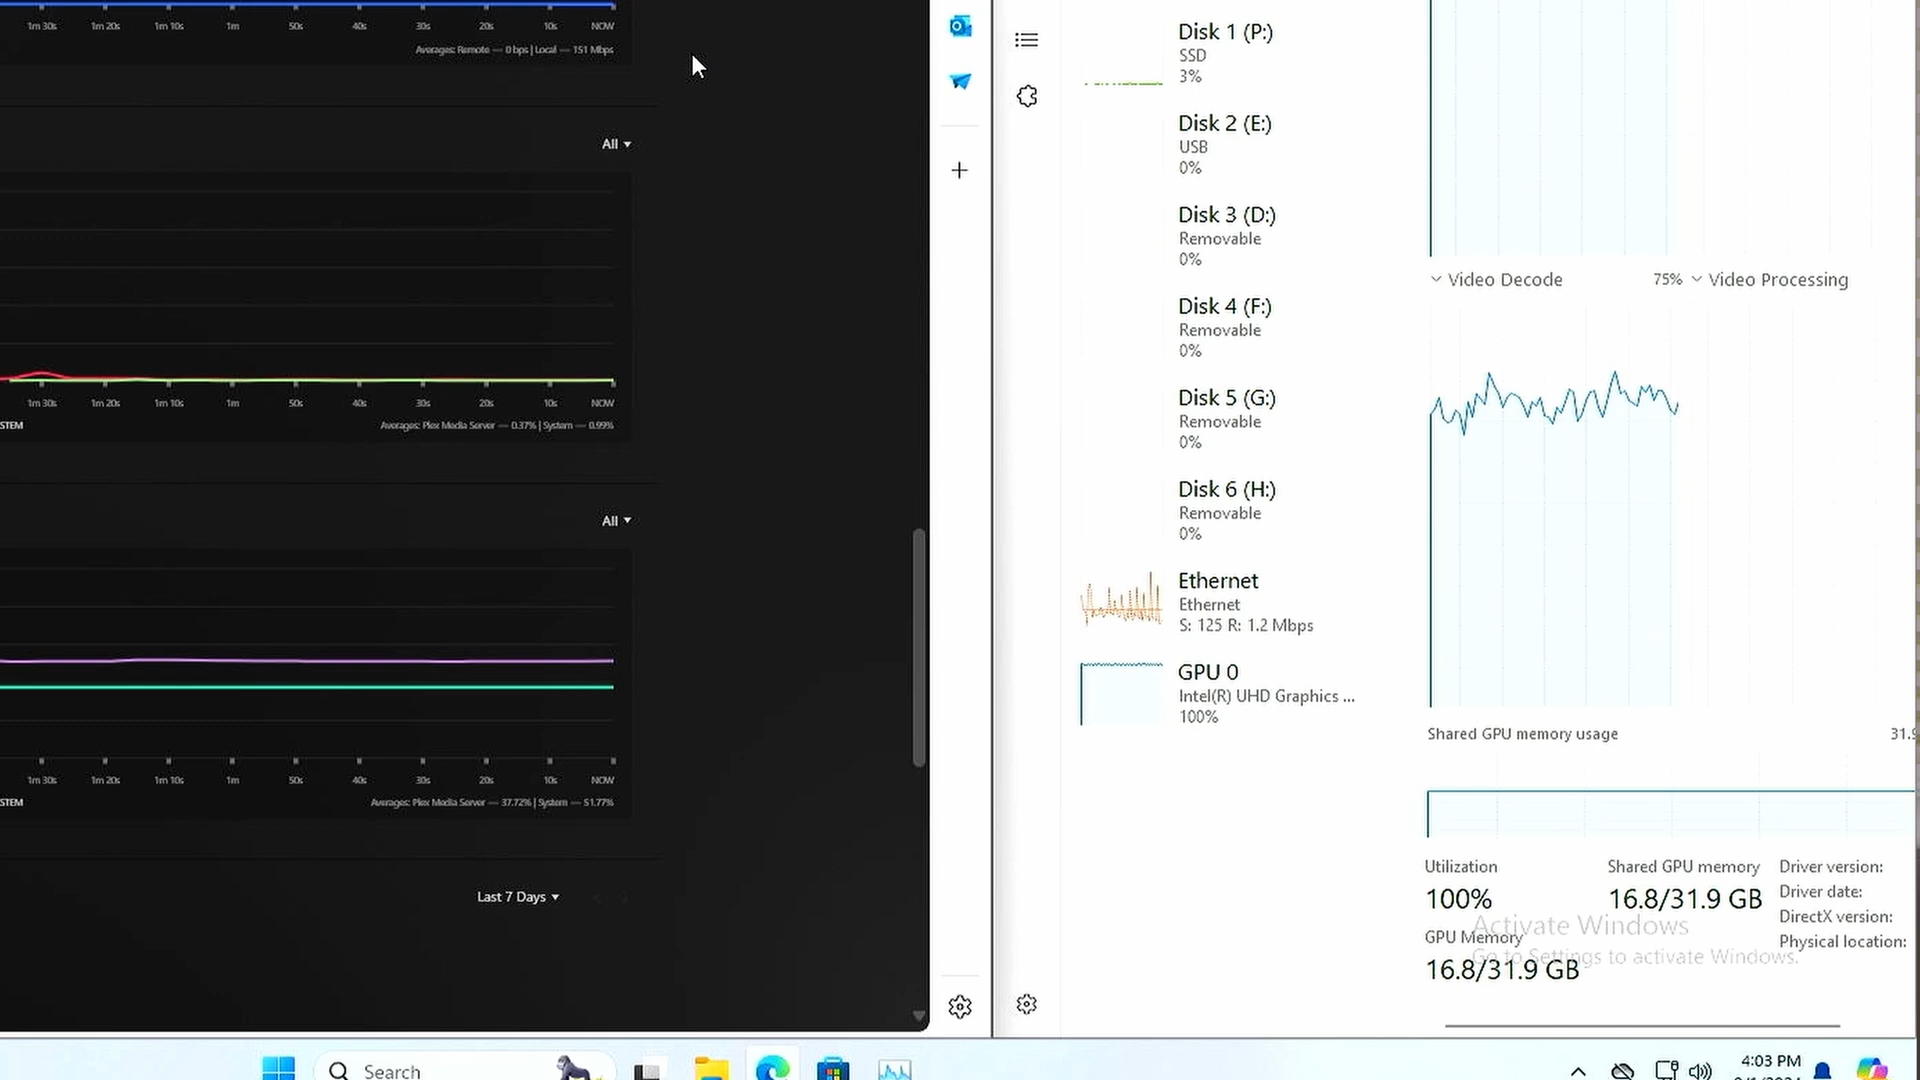 1m 30s 1m 20s 1m 10s 1m 50s 40s 30s 20s 10s NOW
Averages: Remote — 0 bps | Local — 151 Mbps
All
1m 30s 1m 20s 1m 10s 1m 50s 40s 30s 20s 10s NOW
STEM
Averages: Plex Media Server — 0.37% | System — 0.99%
All
1m 30s 1m 20s 1m 10s 1m 50s 40s 30s 20s 10s NOW
STEM
Averages: Plex Media Server — 37.72% | System — 51.77%
Last 7 Days
Disk 1 (P:)
SSD
3%
Disk 2 (E:)
USB
0%
Disk 3 (D:)
Removable
0%
Disk 4 (F:)
Removable
0%
Disk 5 (G:)
Removable
0%
Disk 6 (H:)
Removable
0%
Ethernet
Ethernet
S: 125 R: 1.2 Mbps
GPU 0
Intel(R) UHD Graphics ...
100%
Video Decode 75% Video Processing
Shared GPU memory usage 31.9
Utilization
100%
Shared GPU memory
16.8/31.9 GB
GPU Memory
16.8/31.9 GB
Driver version:
Driver date:
DirectX version:
Physical location:
Activate Windows
Go to Settings to activate Windows.
Search
4:03 PM